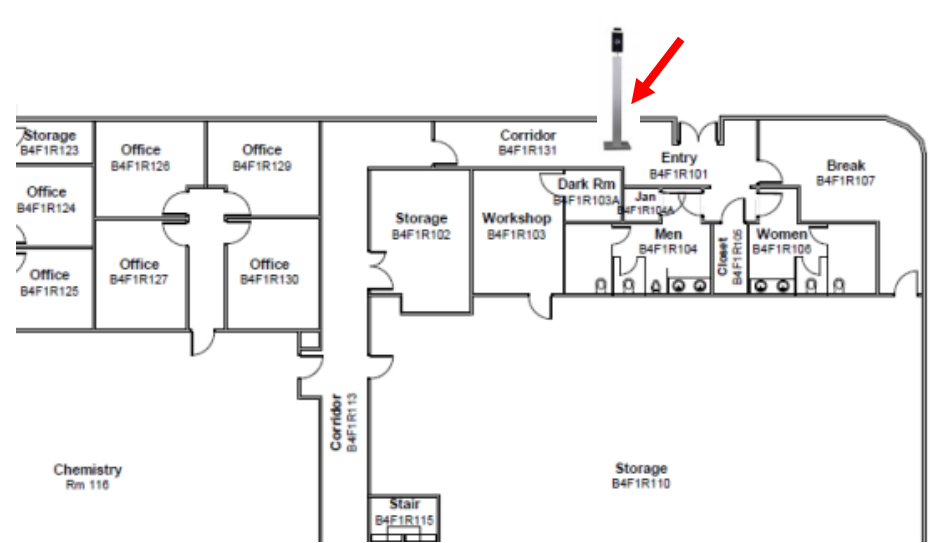 Storage
B4F1R123
Office
B4F1R126
Office
B4F1R129
Corridor
B4F1R131
Entry
B4F1R101
Break
B4F1R107
Office
B4F1R124
Dark Rm
B4F1R103A
Jan
B4F1R104A
Storage
B4F1R102
Workshop
B4F1R103
Men
B4F1R104
Closet
B4F1R105
Women
B4F1R106
Office
B4F1R125
Office
B4F1R127
Office
B4F1R130
Corridor
B4F1R113
Chemistry
Rm 116
Storage
B4F1R110
Stair
B4F1R115